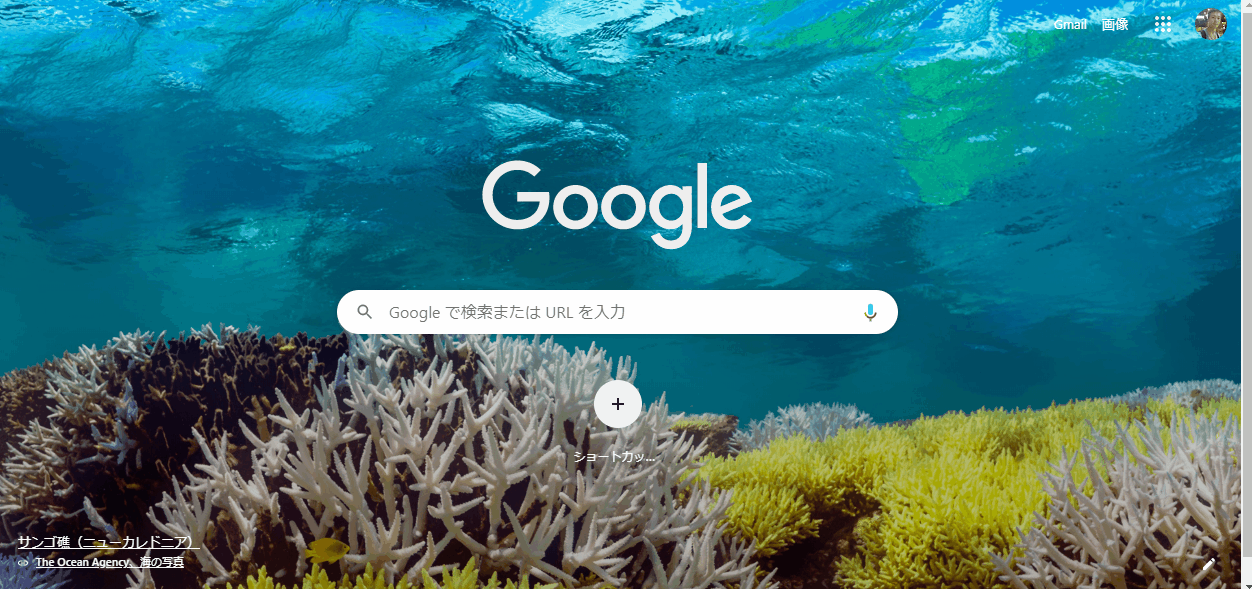 Gmail 画像
Google
Google で検索または URL を入力
ショートカッ...
サンゴ礁（ニューカレドニア）
The Ocean Agency、海の写真